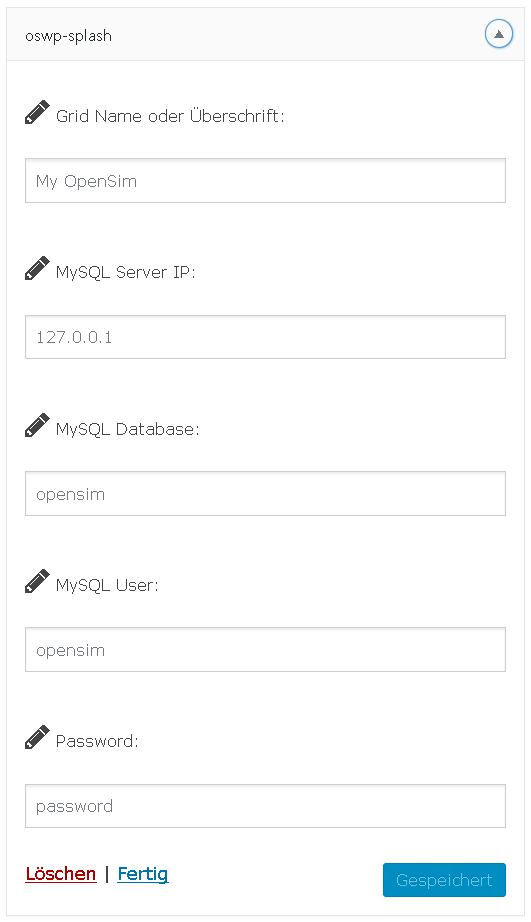 oswp-splash
Grid Name oder Überschrift:
My OpenSim
MySQL Server IP:
127.0.0.1
MySQL Database:
opensim
MySQL User:
opensim
Password:
password
Löschen | Fertig
Gespeichert